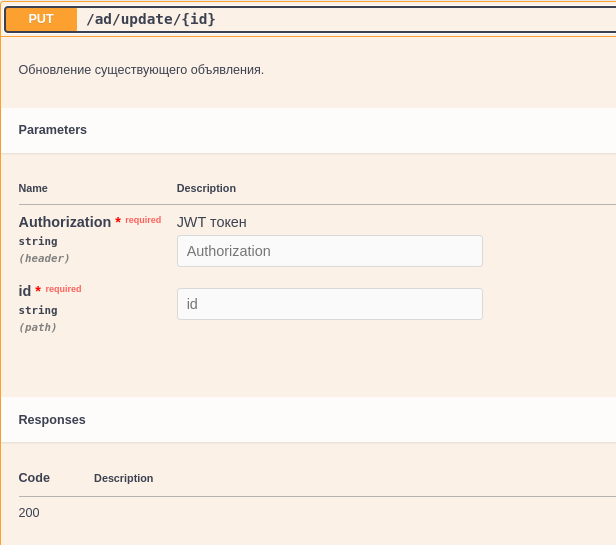 PUT /ad/update/{id}
Обновление существующего объявления.
Parameters
Name Description
Authorization * required JWT токен
string Authorization
(header)
id * required
string id
(path)
Responses
Code Description
200